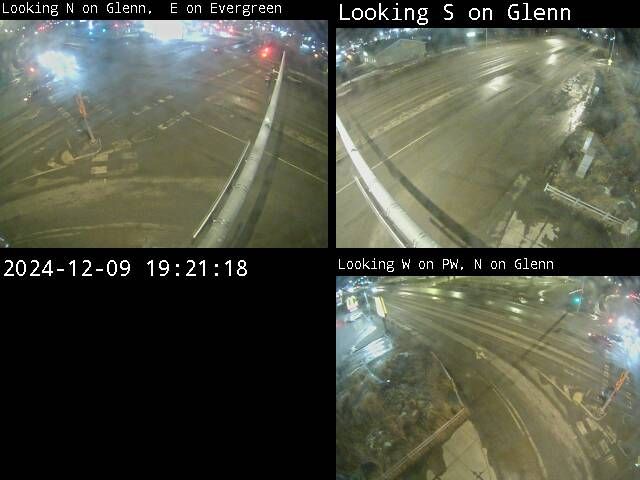 Looking N on Glenn,  E on Evergreen
Looking S on Glenn
2024-12-09 19:21:18
Looking W on PW, N on Glenn